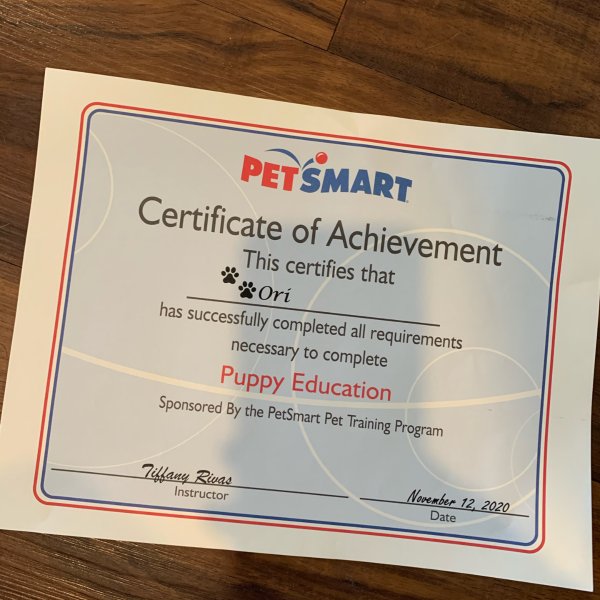 PETSMART
Certificate of Achievement
This certifies that
Ori
has successfully completed all requirements
necessary to complete
Puppy Education
Sponsored By the PetSmart Pet Training Program
Tiffany Rivas
Instructor
November 12, 2020
Date